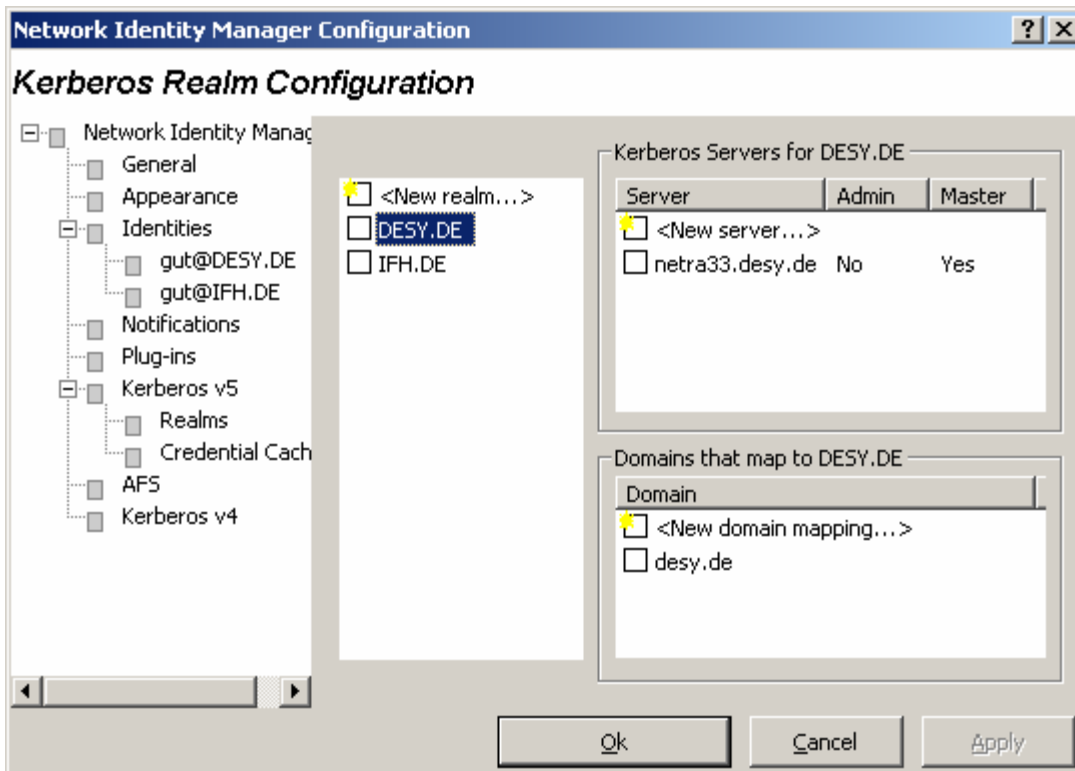 Network Identity Manager Configuration
Kerberos Realm Configuration
Network Identity Manag
General
Appearance
Identities
gut@DESY.DE
gut@IFH.DE
Notifications
Plug-ins
Kerberos v5
Realms
Credential Cach
AFS
Kerberos v4
<New realm...>
DESY.DE
IFH.DE
Kerberos Servers for DESY.DE
Server Admin Master
<New server...>
netra33.desy.de No Yes
Domains that map to DESY.DE
Domain
<New domain mapping...>
desy.de
Ok Cancel Apply